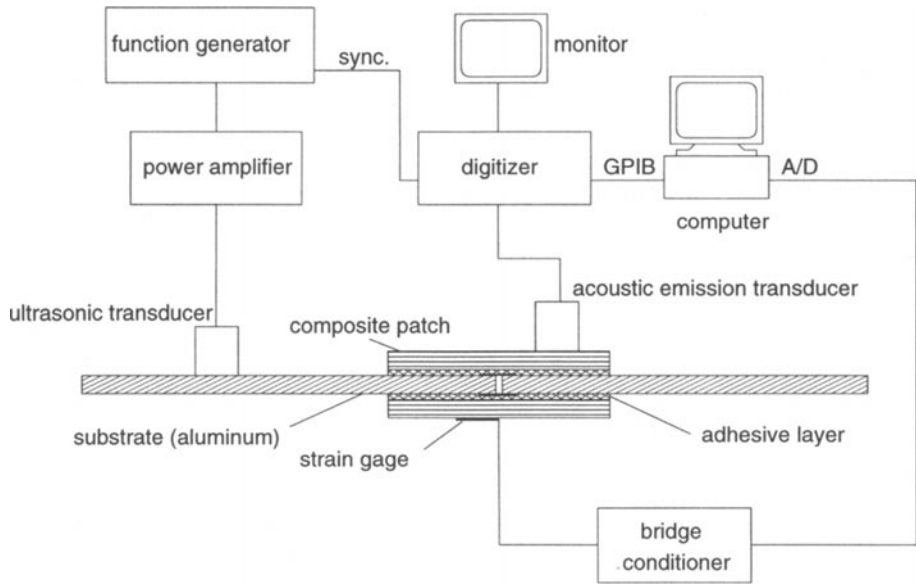 function generator
sync.
monitor
power amplifier
digitizer
GPIB
A/D
computer
ultrasonic transducer
acoustic emission transducer
composite patch
substrate (aluminum)
adhesive layer
strain gage
bridge
conditioner